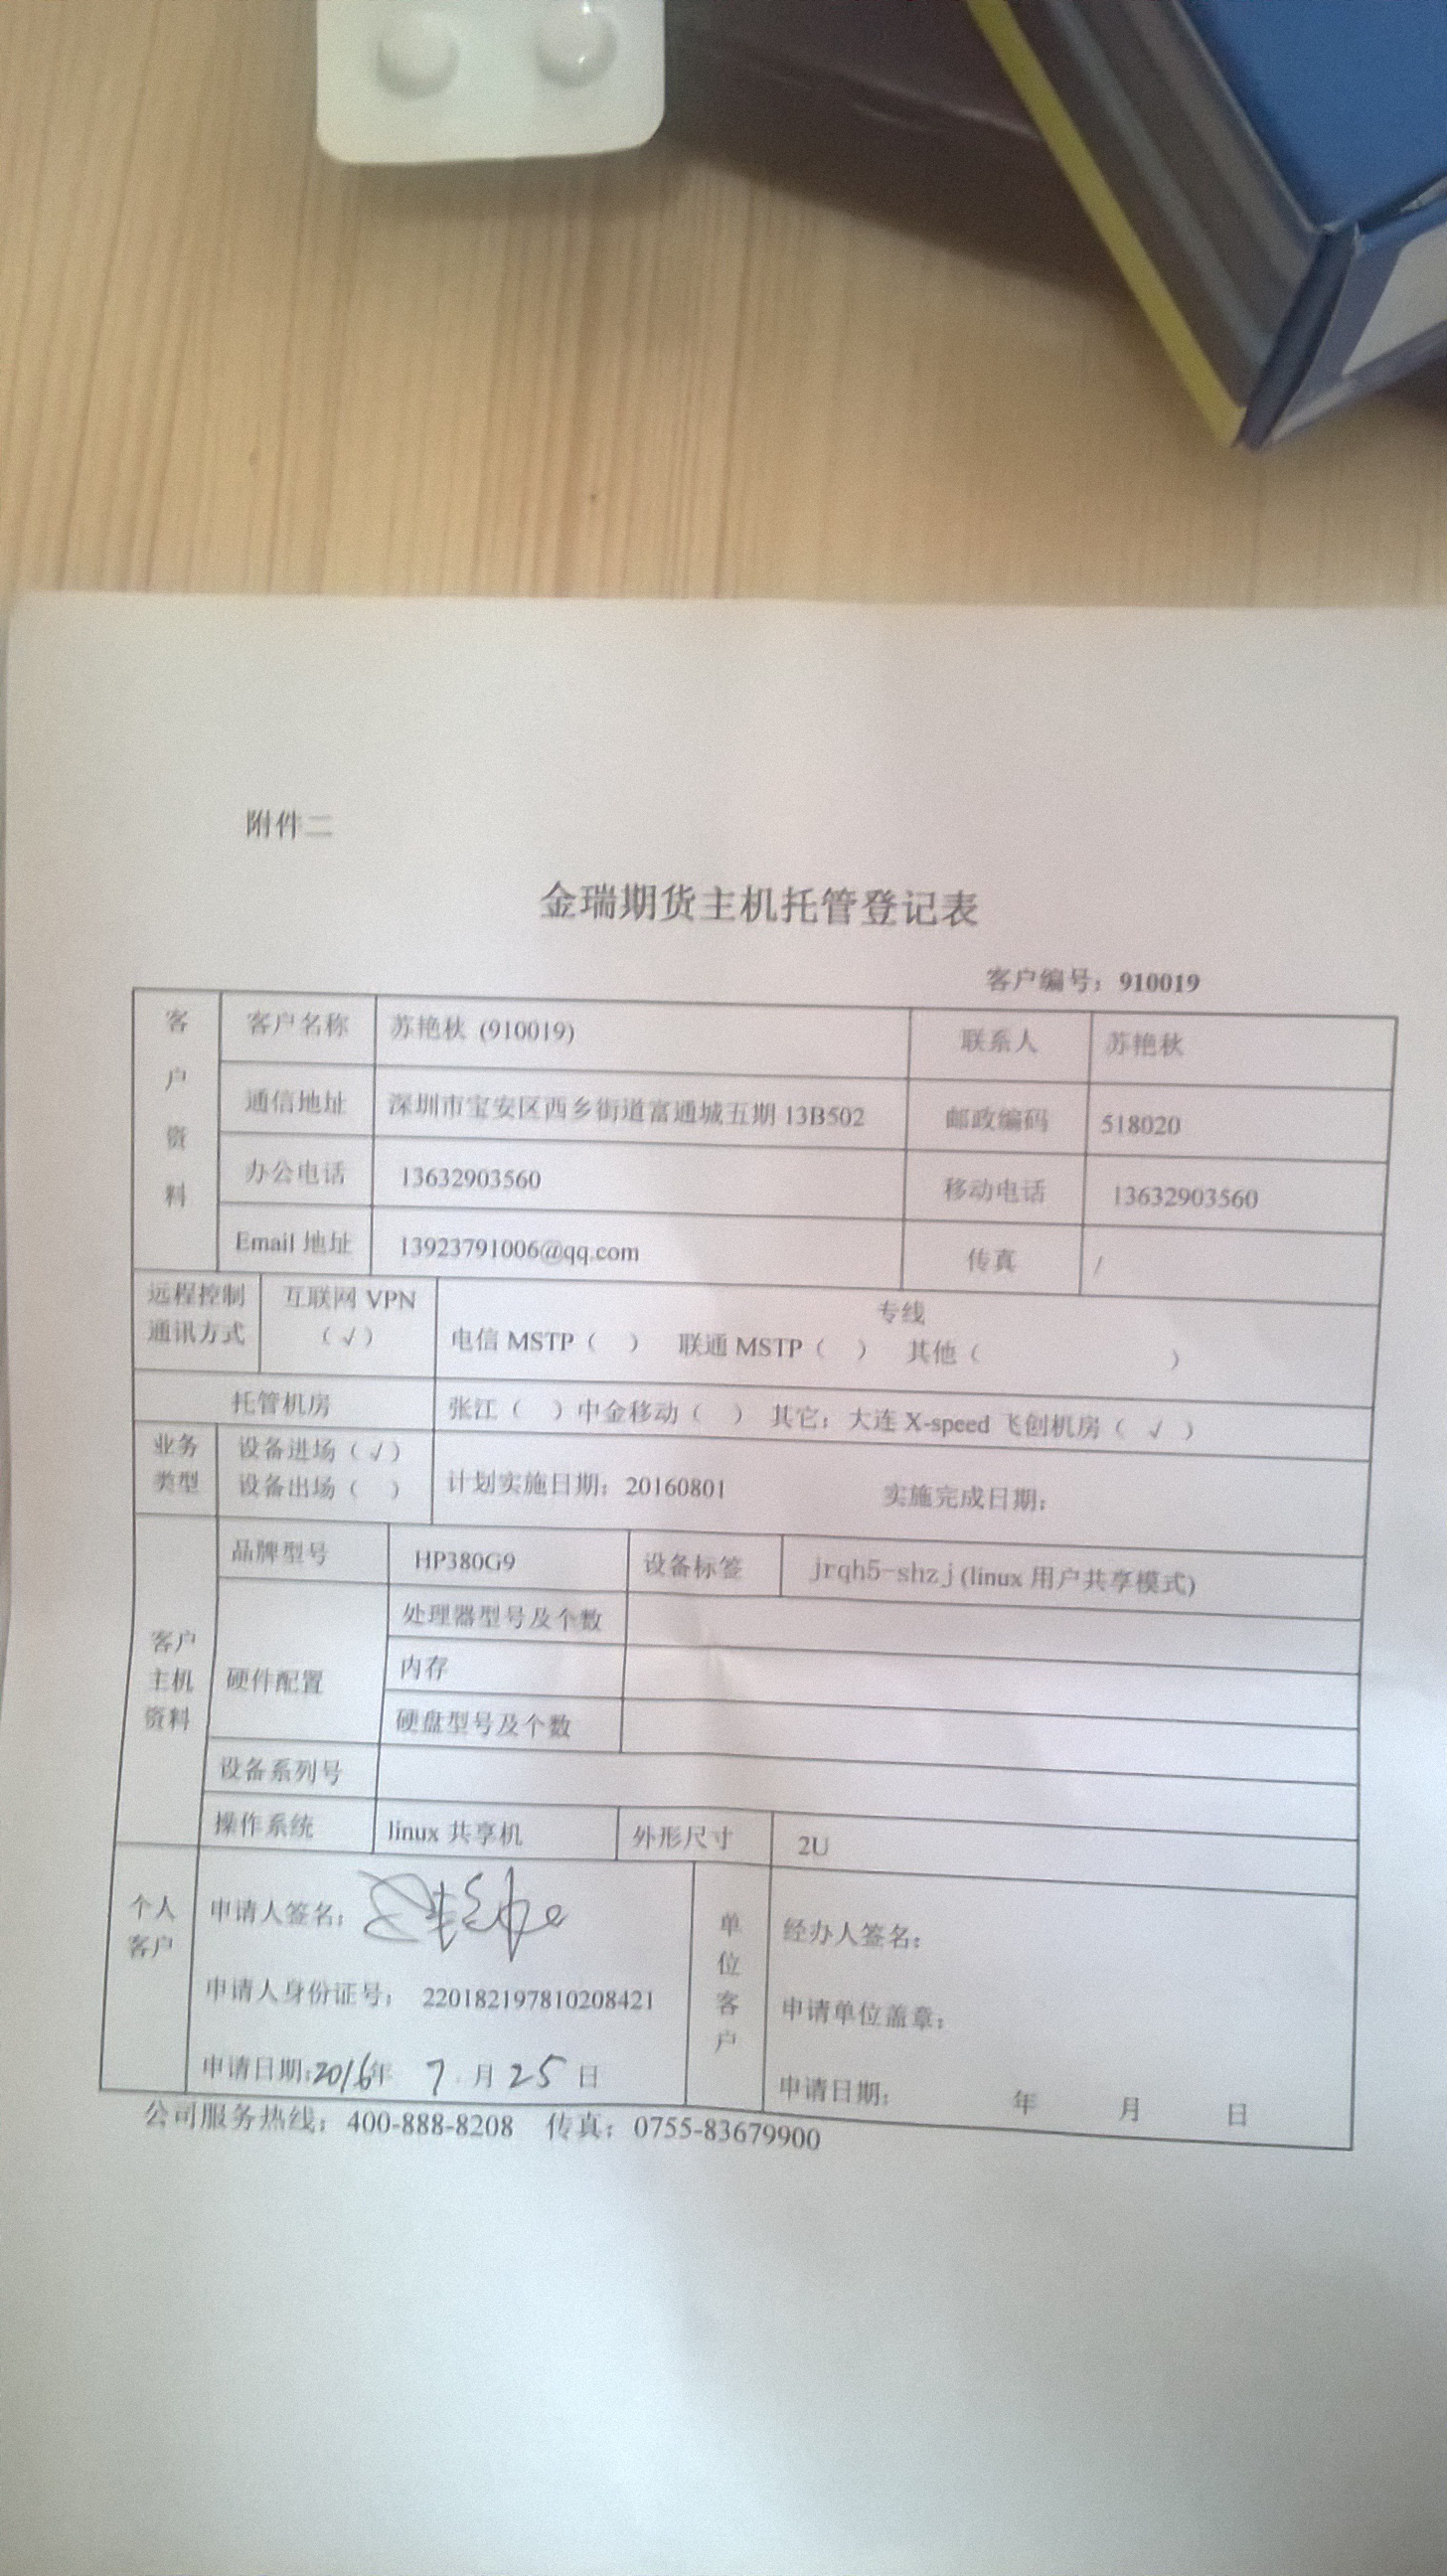 附件二
金瑞期货主机托管登记表
客户编号：910019
客户资料
客户名称 苏艳秋 (910019) 联系人 苏艳秋
通信地址 深圳市宝安区西乡街道富通城五期 13B502 邮政编码 518020
办公电话 13632903560 移动电话 13632903560
Email 地址 13923791006@qq.com 传真 /
远程控制通讯方式 互联网 VPN（√） 专线
电信 MSTP（ ） 联通 MSTP（ ） 其他（ ）
托管机房 张江（ ）中金移动（ ） 其它：大连 X-speed 飞创机房（ √ ）
业务类型 设备进场（√）
设备出场（ ） 计划实施日期：20160801 实施完成日期：
客户主机资料
品牌型号 HP380G9 设备标签 jrqh5-shzj(linux 用户共享模式)
硬件配置 处理器型号及个数
内存
硬盘型号及个数
设备系列号
操作系统 linux 共享机 外形尺寸 2U
个人客户 申请人签名： 单位客户 经办人签名：
申请人身份证号： 220182197810208421 申请单位盖章：
申请日期:2016年 7 月 25 日 申请日期： 年 月 日
公司服务热线：400-888-8208 传真：0755-83679900